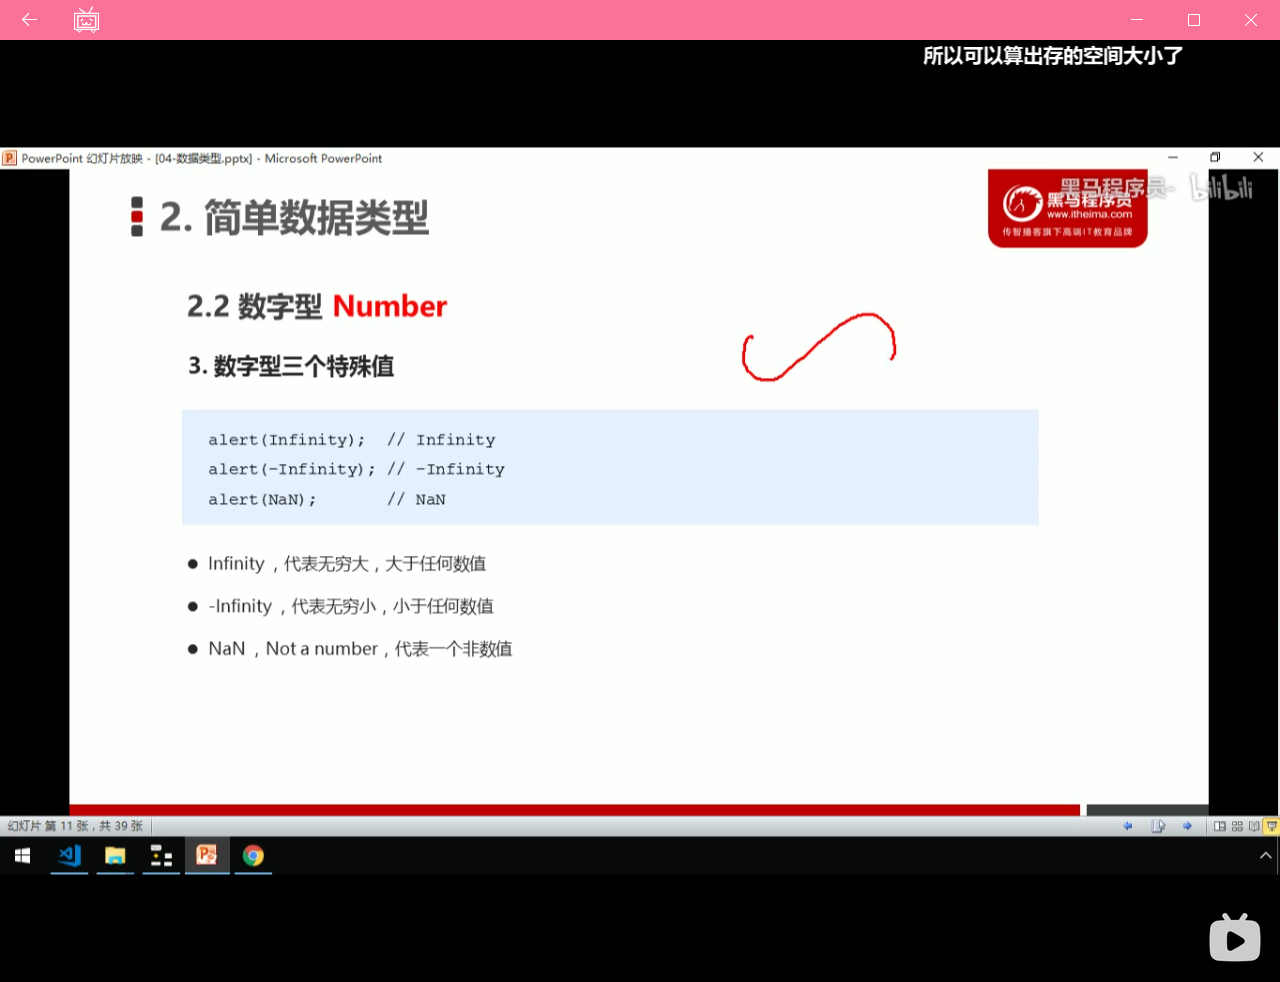 所以可以算出存的空间大小了
PowerPoint 幻灯片放映 - [04-数据类型.pptx] - Microsoft PowerPoint
黑马程序员- bilibili
黑马程序员
www.itheima.com
传智播客旗下高端IT教育品牌
2. 简单数据类型
2.2 数字型 Number
3. 数字型三个特殊值
alert(Infinity);  // Infinity
alert(-Infinity); // -Infinity
alert(NaN);       // NaN
● Infinity ，代表无穷大，大于任何数值
● -Infinity ，代表无穷小，小于任何数值
● NaN ，Not a number，代表一个非数值
幻灯片 第 11 张，共 39 张